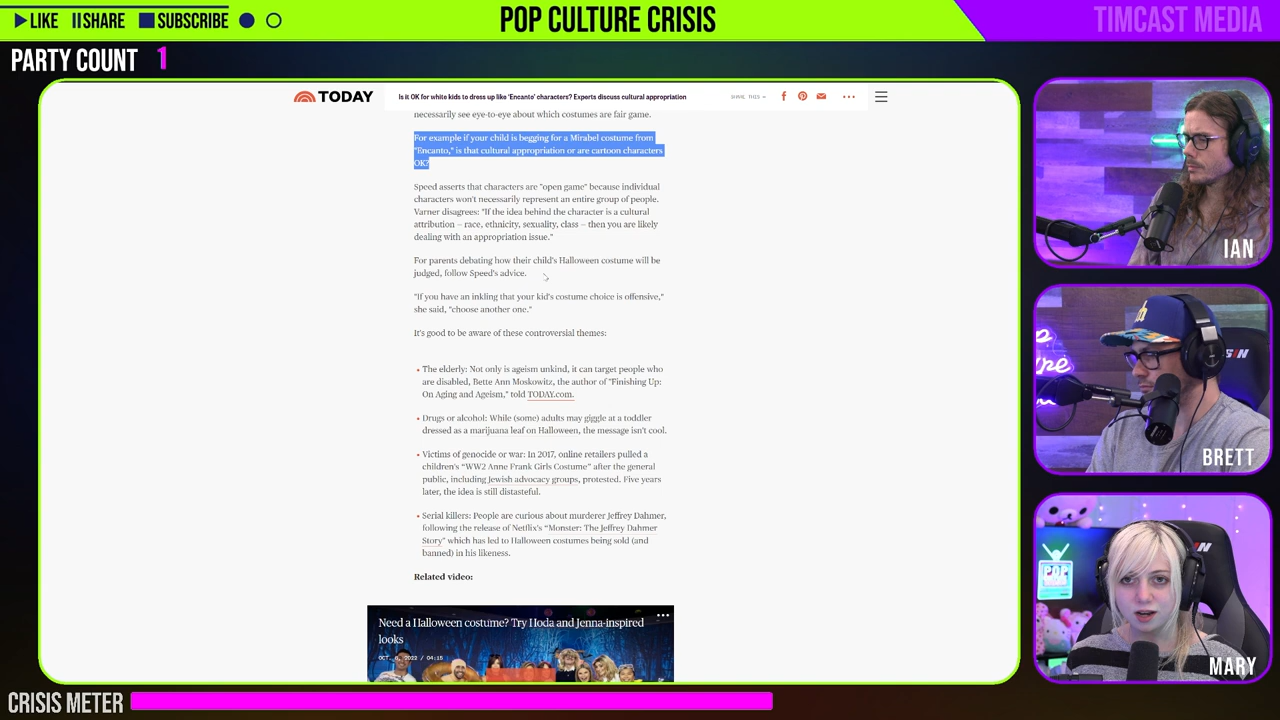 LIKE SHARE SUBSCRIBE
POP CULTURE CRISIS
TIMCAST MEDIA
PARTY COUNT 1
TODAY
Is it OK for white kids to dress up like 'Encanto' characters? Experts discuss cultural appropriation
SHARE THIS
necessarily see eye-to-eye about which costumes are fair game.
For example if your child is begging for a Mirabel costume from
"Encanto," is that cultural appropriation or are cartoon characters
OK?
Speed asserts that characters are "open game" because individual
characters won't necessarily represent an entire group of people.
Varner disagrees: "If the idea behind the character is a cultural
attribution — race, ethnicity, sexuality, class — then you are likely
dealing with an appropriation issue."
For parents debating how their child's Halloween costume will be
judged, follow Speed's advice.
"If you have an inkling that your kid's costume choice is offensive,"
she said, "choose another one."
It's good to be aware of these controversial themes:
• The elderly: Not only is ageism unkind, it can target people who
are disabled, Bette Ann Moskowitz, the author of "Finishing Up:
On Aging and Ageism," told TODAY.com.
• Drugs or alcohol: While (some) adults may giggle at a toddler
dressed as a marijuana leaf on Halloween, the message isn't cool.
• Victims of genocide or war: In 2017, online retailers pulled a
children's "WW2 Anne Frank Girls Costume" after the general
public, including Jewish advocacy groups, protested. Five years
later, the idea is still distasteful.
• Serial killers: People are curious about murderer Jeffrey Dahmer,
following the release of Netflix's "Monster: The Jeffrey Dahmer
Story" which has led to Halloween costumes being sold (and
banned) in his likeness.
Related video:
Need a Halloween costume? Try Hoda and Jenna-inspired
looks
IAN
BRETT
POP
MARY
CRISIS METER